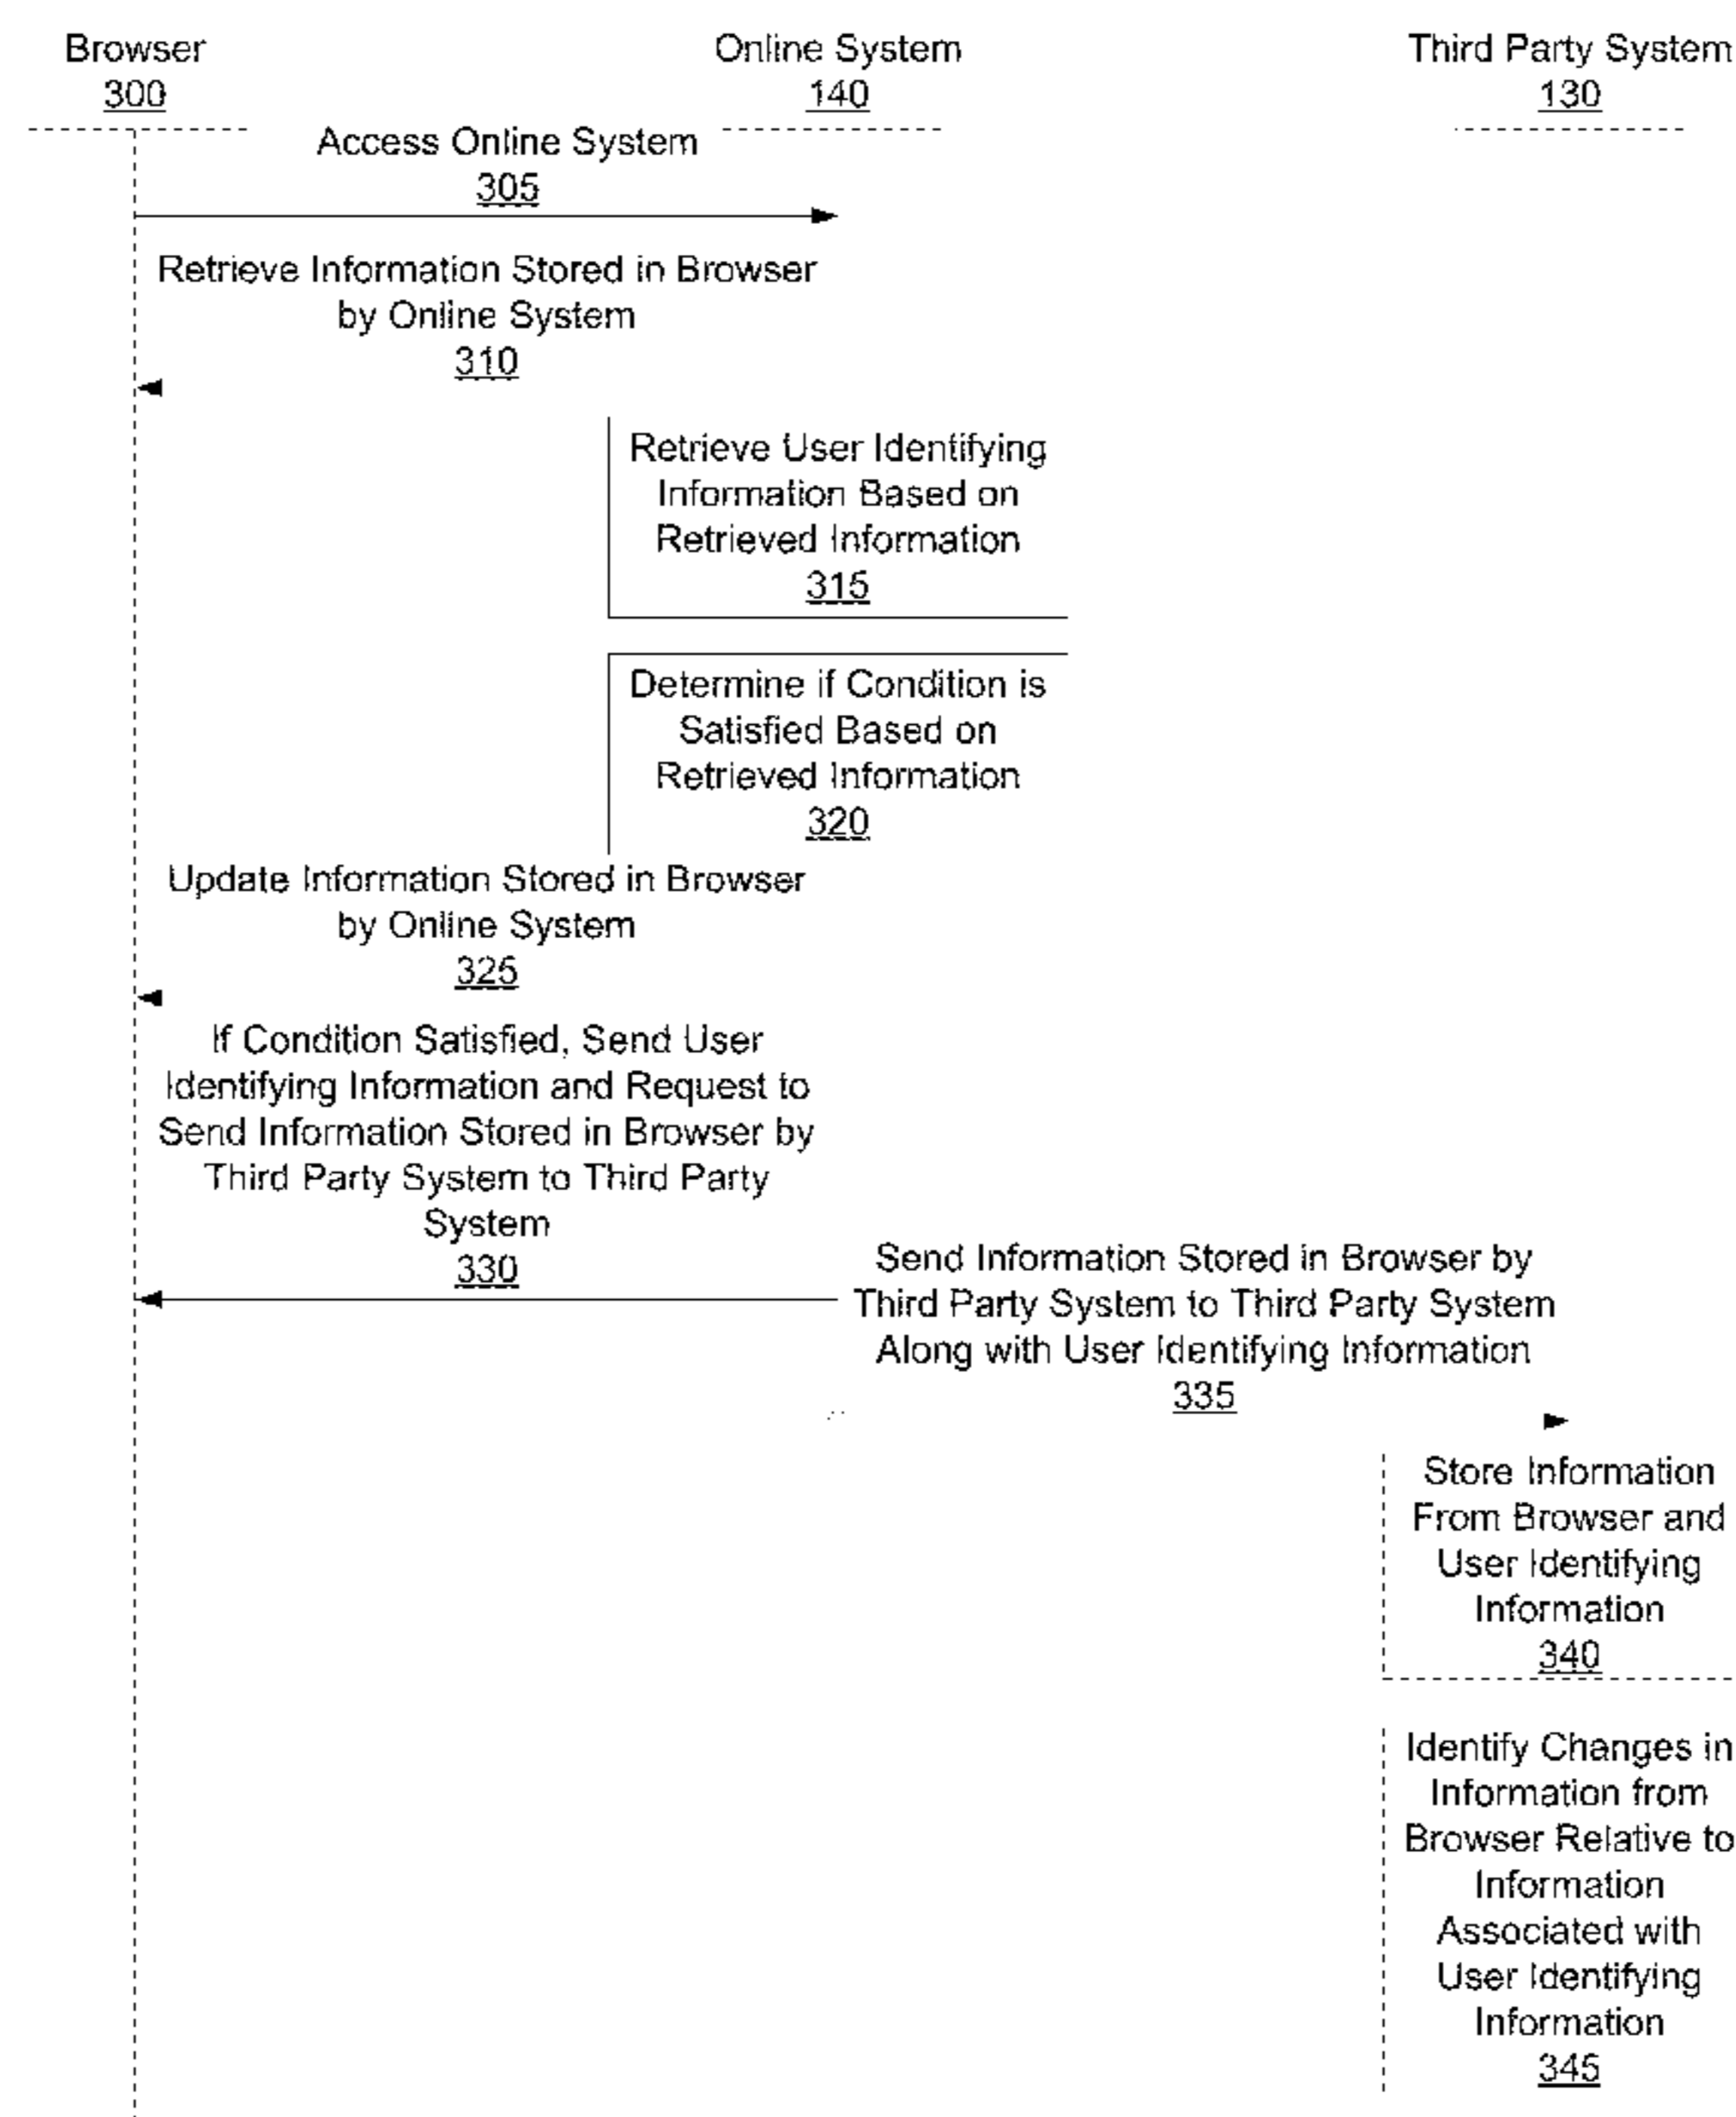 Browser
300
Online System
140
Third Party System
130
Access Online System
305
Retrieve Information Stored in Browser
by Online System
310
Retrieve User Identifying
Information Based on
Retrieved Information
315
Determine if Condition is
Satisfied Based on
Retrieved Information
320
Update Information Stored in Browser
by Online System
325
If Condition Satisfied, Send User
Identifying Information and Request to
Send Information Stored in Browser by
Third Party System to Third Party
System
330
Send Information Stored in Browser by
Third Party System to Third Party System
Along with User Identifying Information
335
Store Information
From Browser and
User Identifying
Information
340
Identify Changes in
Information from
Browser Relative to
Information
Associated with
User Identifying
Information
345